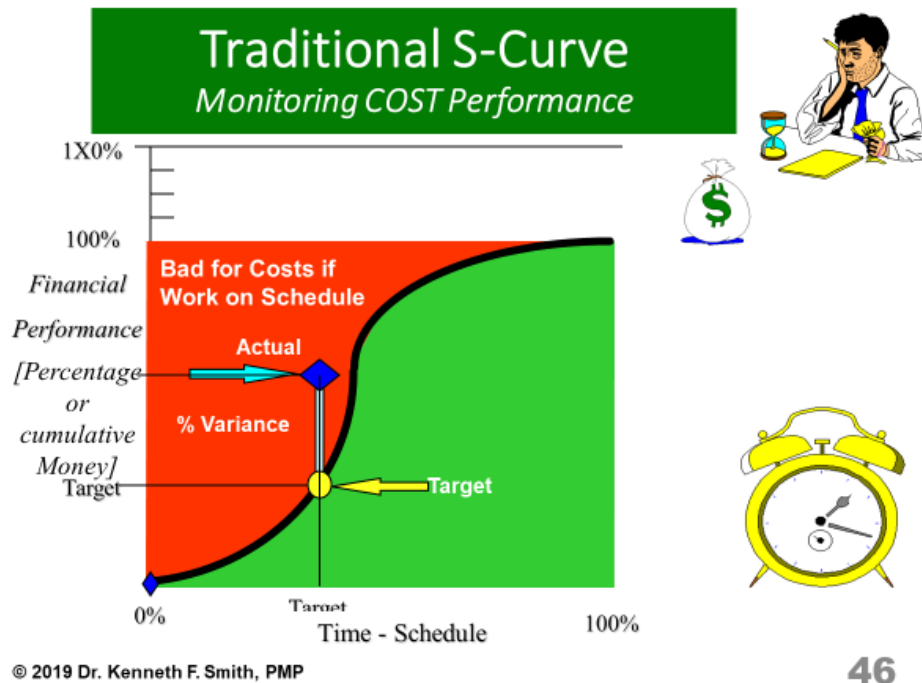 Traditional S-Curve
Monitoring COST Performance
1X0%
$
100%
Bad for Costs if
Work on Schedule
Financial
Performance
Actual
[Percentage
or
% Variance
cumulative
Money]
Target
Target
Target
0%
100%
Time - Schedule
© 2019 Dr. Kenneth F. Smith, PMP
46